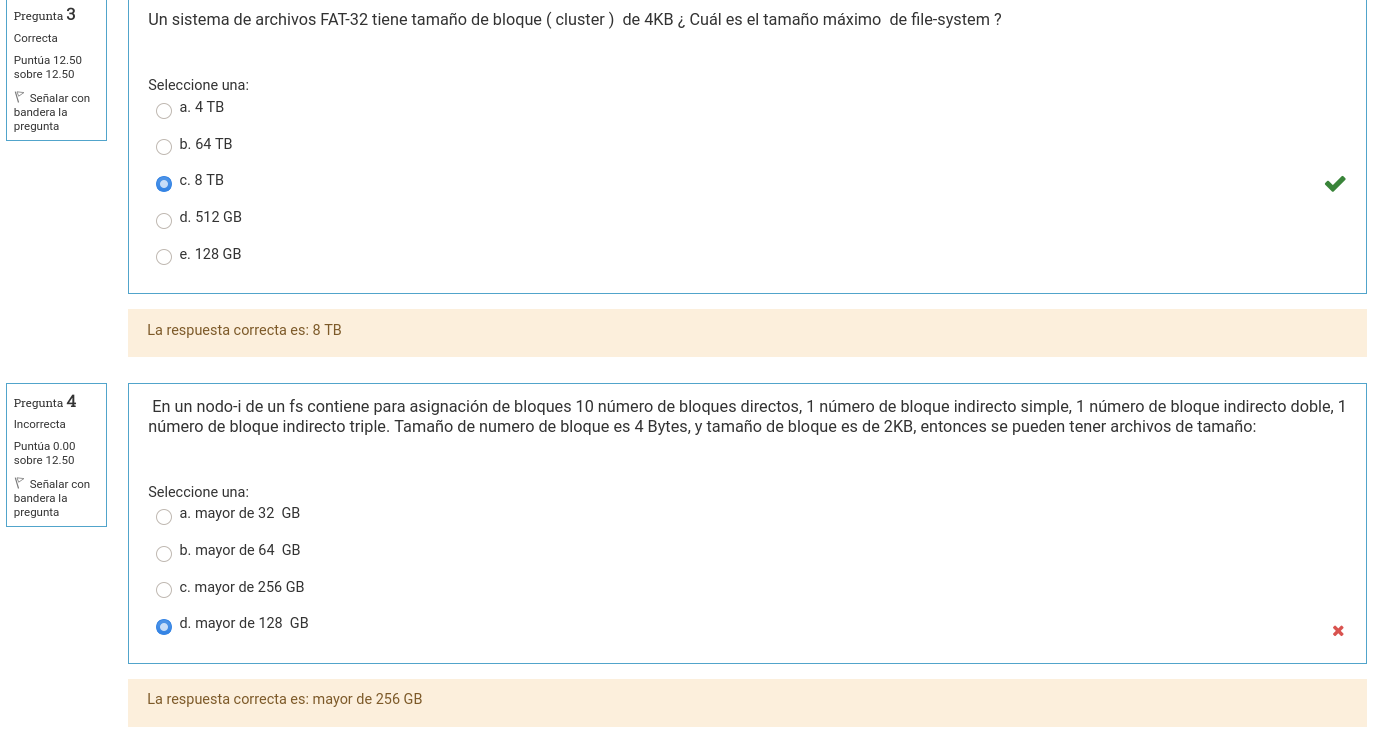 Pregunta 3
Correcta
Puntúa 12.50
sobre 12.50
Señalar con
bandera la
pregunta
Un sistema de archivos FAT-32 tiene tamaño de bloque ( cluster ) de 4KB ¿ Cuál es el tamaño máximo de file-system ?
Seleccione una:
a. 4 TB
b. 64 TB
c. 8 TB
d. 512 GB
e. 128 GB
La respuesta correcta es: 8 TB
Pregunta 4
Incorrecta
Puntúa 0.00
sobre 12.50
Señalar con
bandera la
pregunta
En un nodo-i de un fs contiene para asignación de bloques 10 número de bloques directos, 1 número de bloque indirecto simple, 1 número de bloque indirecto doble, 1
número de bloque indirecto triple. Tamaño de numero de bloque es 4 Bytes, y tamaño de bloque es de 2KB, entonces se pueden tener archivos de tamaño:
Seleccione una:
a. mayor de 32 GB
b. mayor de 64 GB
c. mayor de 256 GB
d. mayor de 128 GB
La respuesta correcta es: mayor de 256 GB